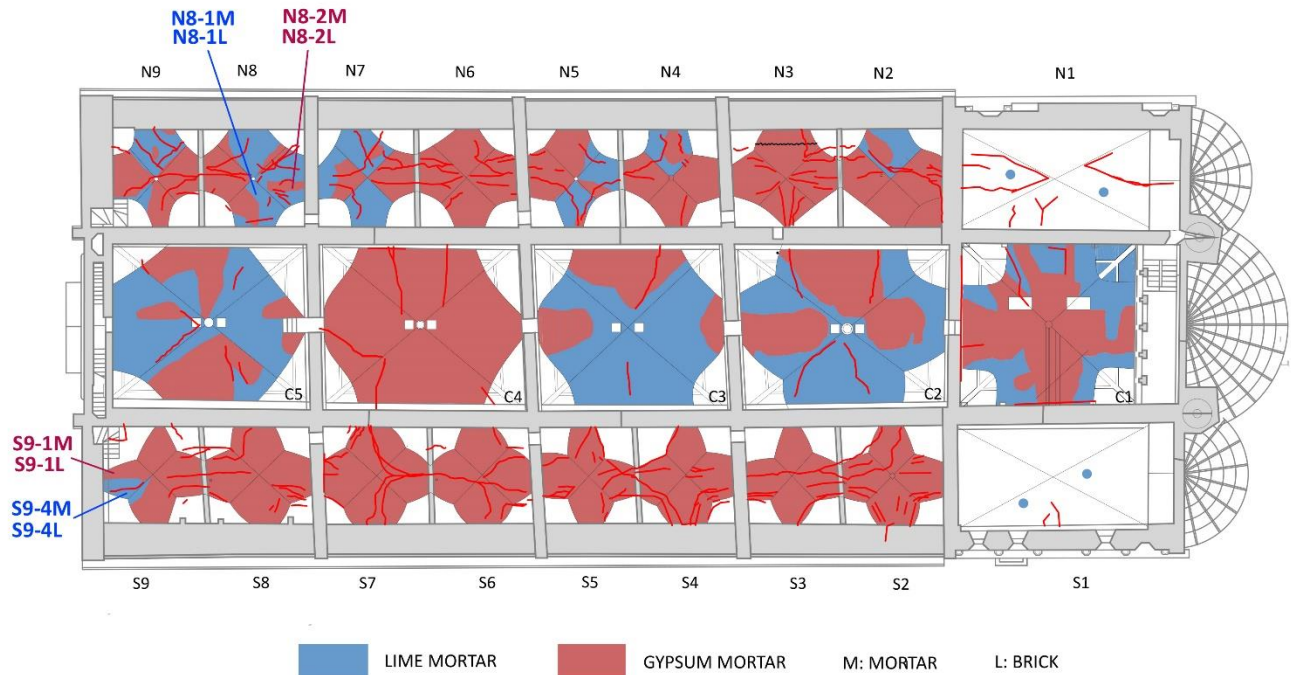 N8-1M
N8-1L
N8-2M
N8-2L
N9 N8 N7 N6 N5 N4 N3 N2 N1
C5 C4 C3 C2 C1
S9-1M
S9-1L
S9-4M
S9-4L
S9 S8 S7 S6 S5 S4 S3 S2 S1
LIME MORTAR GYPSUM MORTAR M: MORTAR L: BRICK